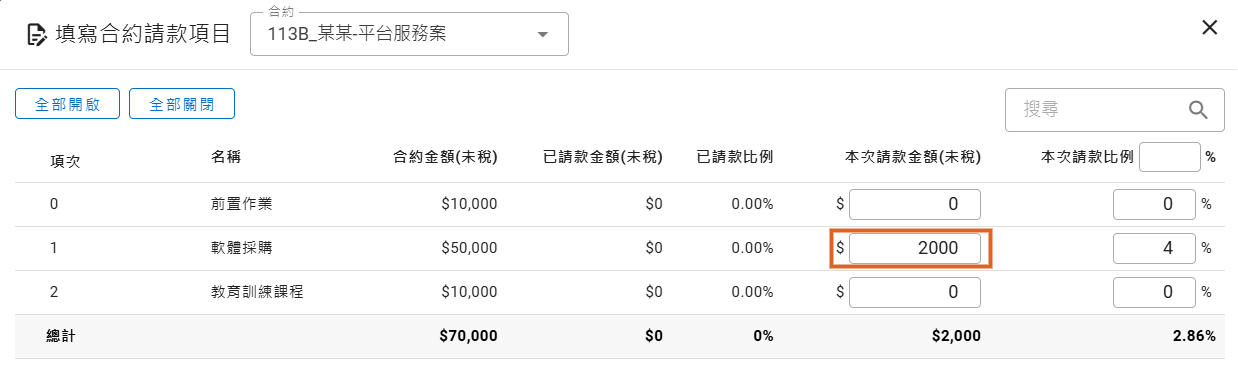 合約
填寫合約請款項目 113B_某某-平台服務案
全部開啟 全部關閉 搜尋
項次 名稱 合約金額(未稅) 已請款金額(未稅) 已請款比例 本次請款金額(未稅) 本次請款比例 %
0 前置作業 $10,000 $0 0.00% $ 0 0 %
1 軟體採購 $50,000 $0 0.00% $ 2000 4 %
2 教育訓練課程 $10,000 $0 0.00% $ 0 0 %
總計 $70,000 $0 0% $2,000 2.86%